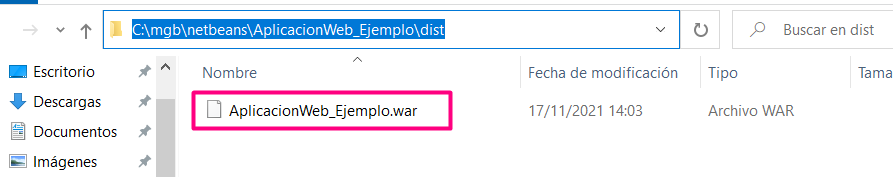 C:\mgb\netbeans\AplicacionWeb_Ejemplo\dist
Buscar en dist
Escritorio
Descargas
Documentos
Imágenes
Nombre
Fecha de modificación
Tipo
Tama
AplicacionWeb_Ejemplo.war
17/11/2021 14:03
Archivo WAR